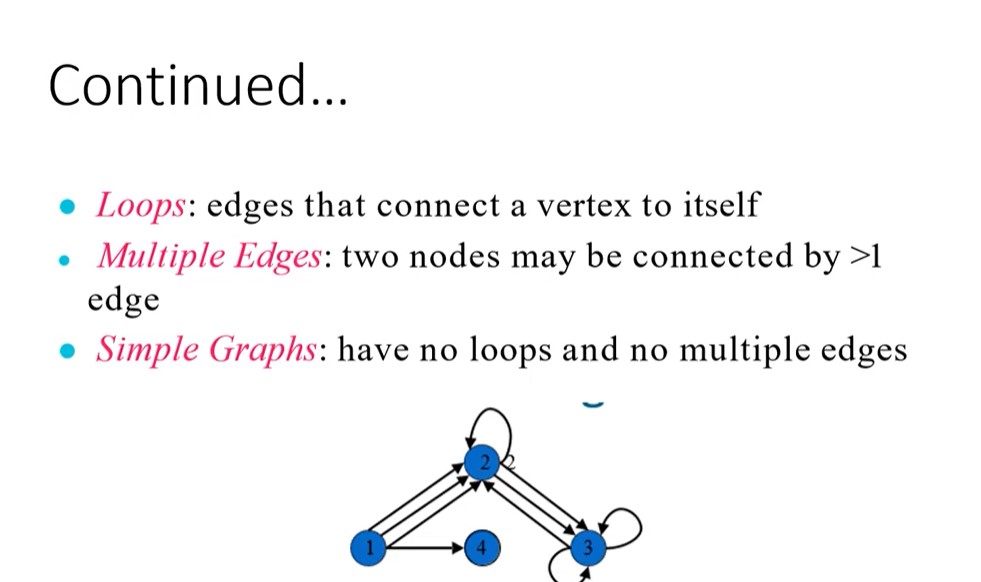 Continued...
• Loops: edges that connect a vertex to itself
• Multiple Edges: two nodes may be connected by >1
edge
• Simple Graphs: have no loops and no multiple edges
2 2
1 4 3